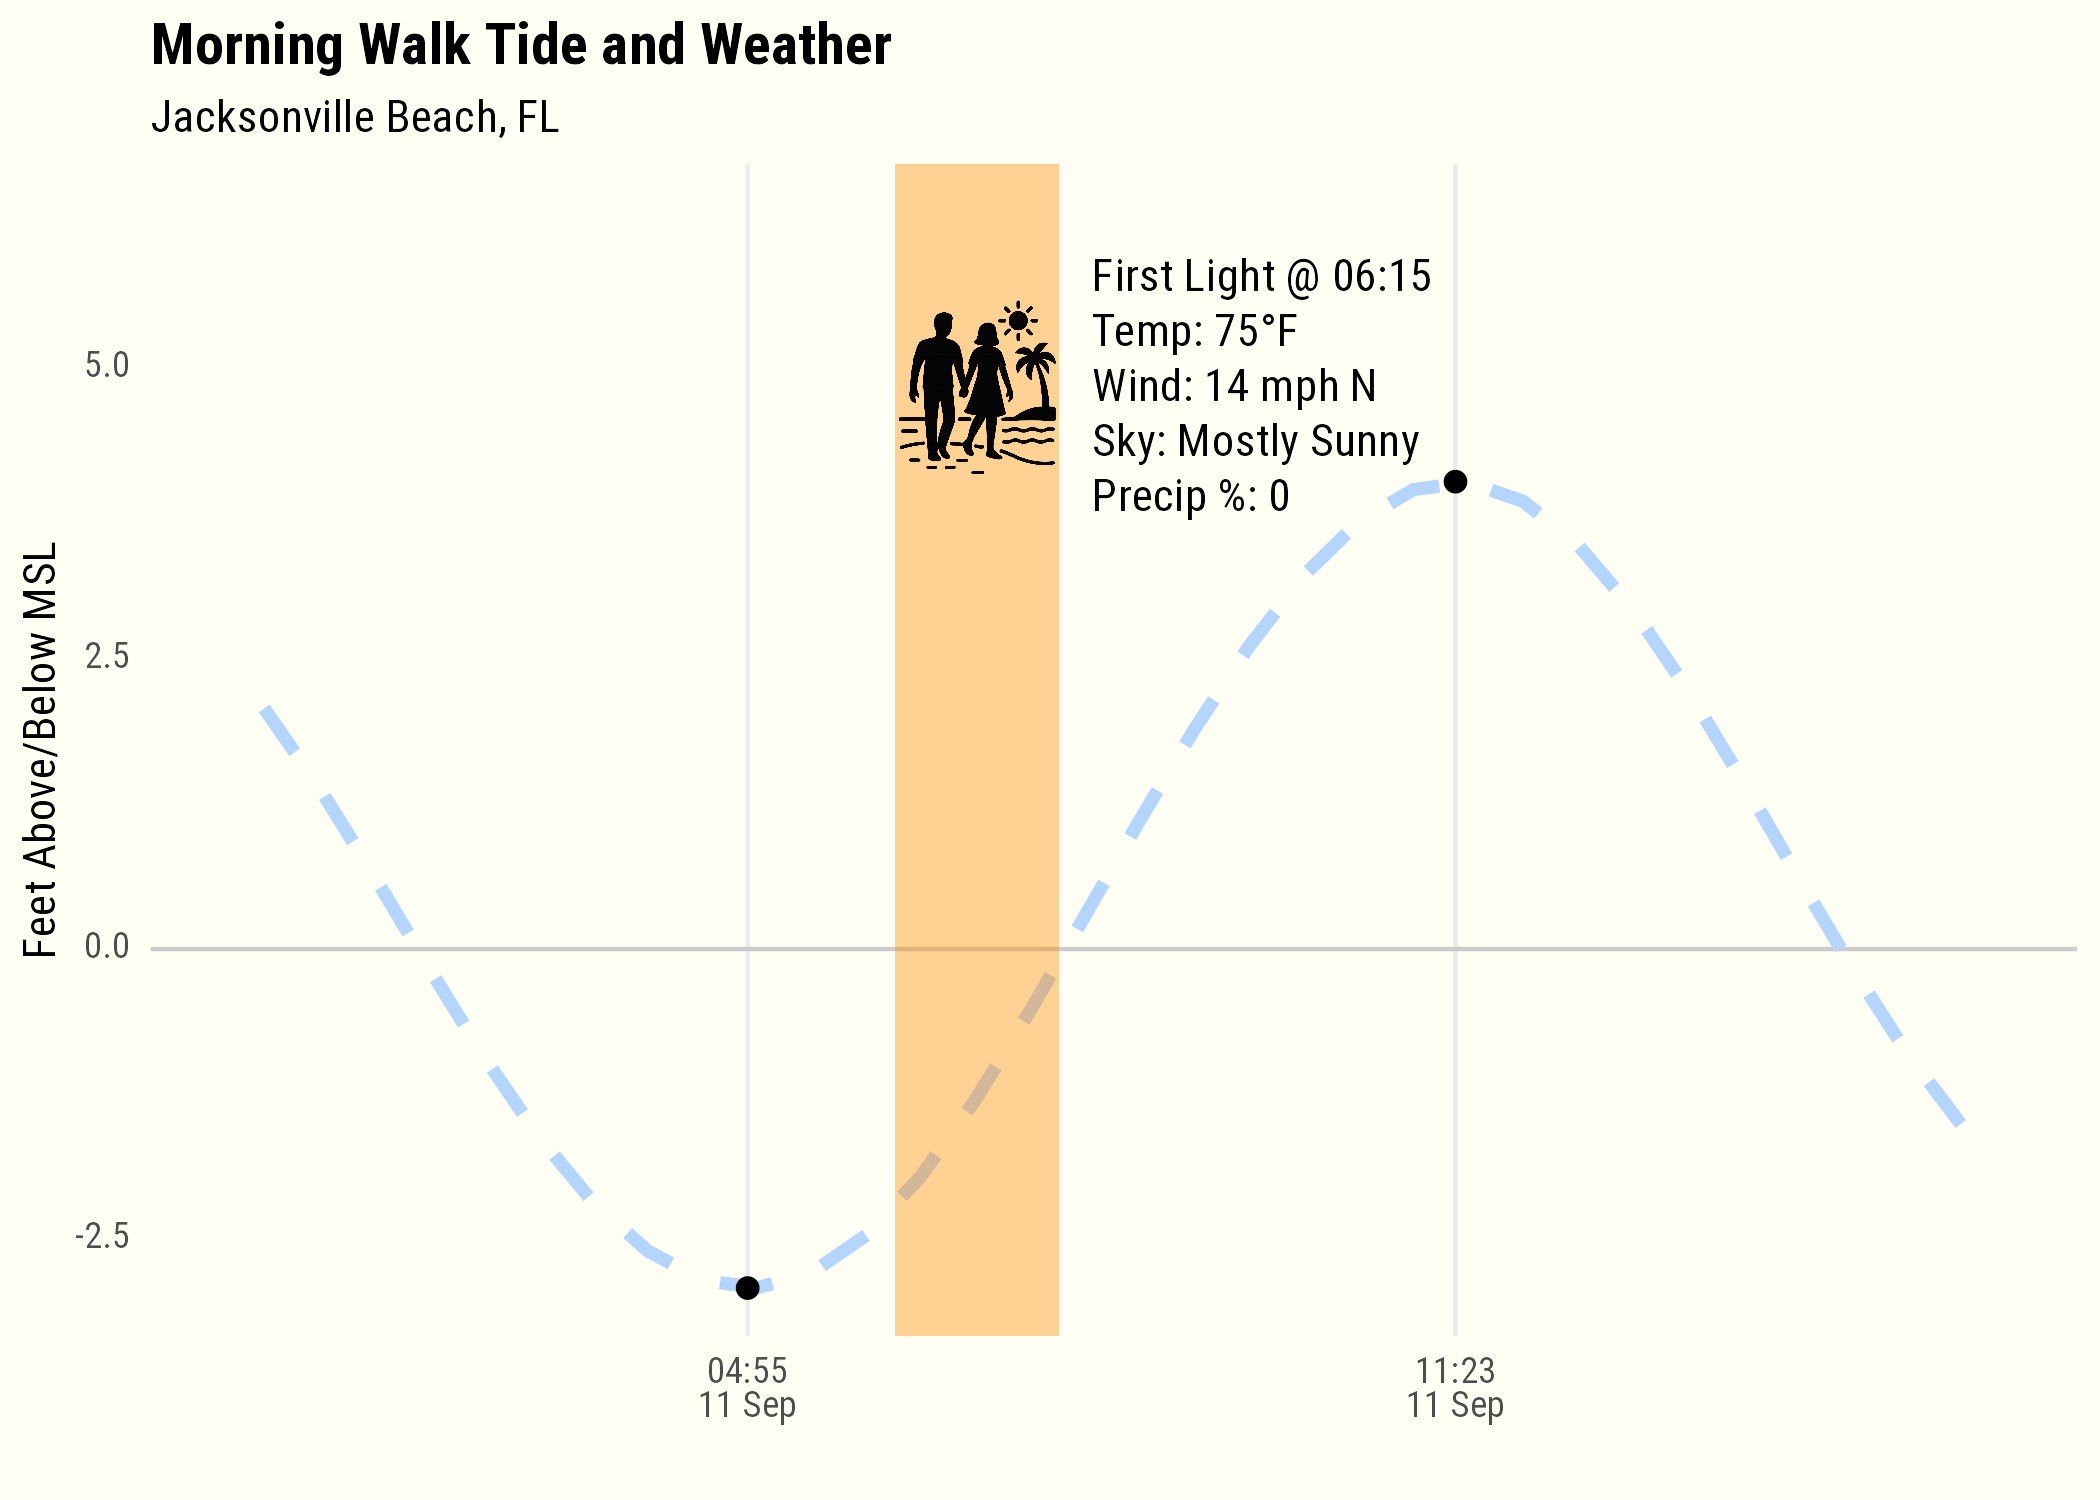 Morning Walk Tide and Weather
Jacksonville Beach, FL
First Light @ 06:15
Temp: 75°F
Wind: 14 mph N
Sky: Mostly Sunny
Precip %: 0
Feet Above/Below MSL
5.0
2.5
0.0
-2.5
04:55
11 Sep
11:23
11 Sep